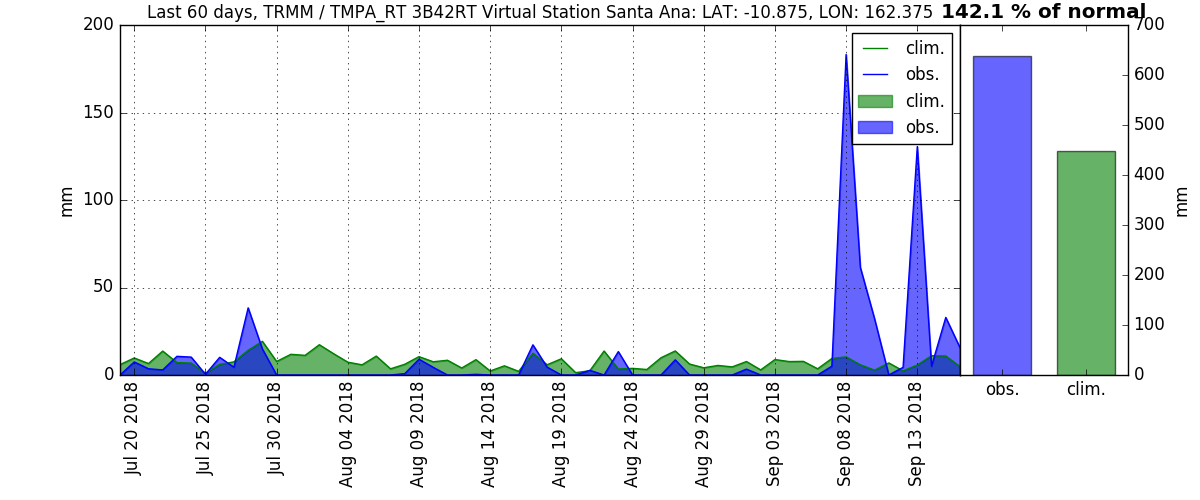 Last 60 days, TRMM / TMPA_RT 3B42RT Virtual Station Santa Ana: LAT: -10.875, LON: 162.375 142.1 % of normal
200
150
100
50
0
mm
clim.
obs.
clim.
obs.
700
600
500
400
300
200
100
0
mm
Jul 20 2018
Jul 25 2018
Jul 30 2018
Aug 04 2018
Aug 09 2018
Aug 14 2018
Aug 19 2018
Aug 24 2018
Aug 29 2018
Sep 03 2018
Sep 08 2018
Sep 13 2018
obs.
clim.